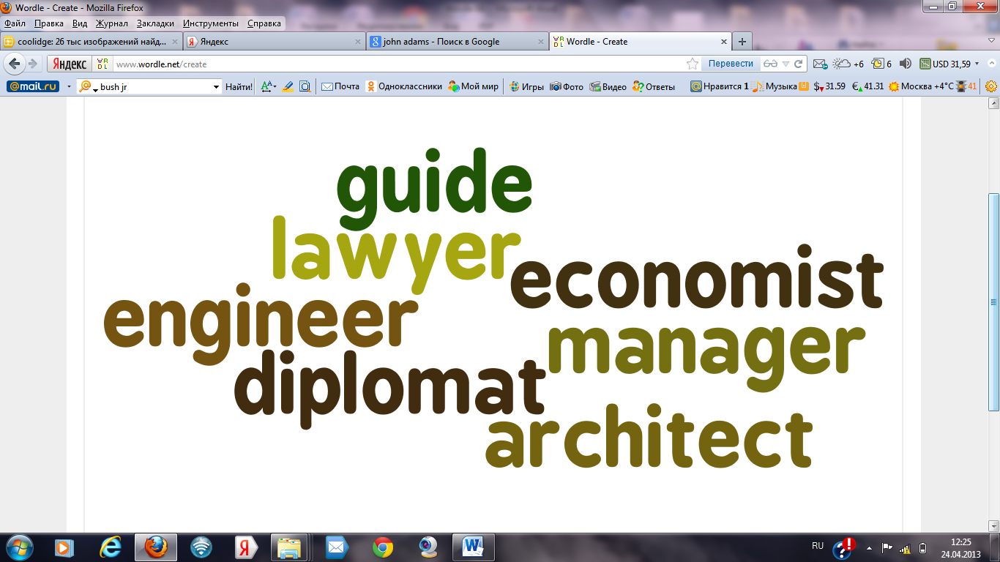 Wordle - Create - Mozilla Firefox
Файл Правка Вид Журнал Закладки Инструменты Справка
coolidge: 26 тыс изображений найд... Яндекс john adams - Поиск в Google Wordle - Create
Яндекс WRDL www.wordle.net/create Перевести +6 6 USD 31,59
@mail.ru bush jr Найти! Почта Одноклассники Мой мир Игры Фото Видео Ответы Нравится 1 Музыка $ 31.59 € 41.31 Москва +4°C 41
guide
lawyer
economist
engineer
manager
diplomat
architect
RU 12:25
24.04.2013